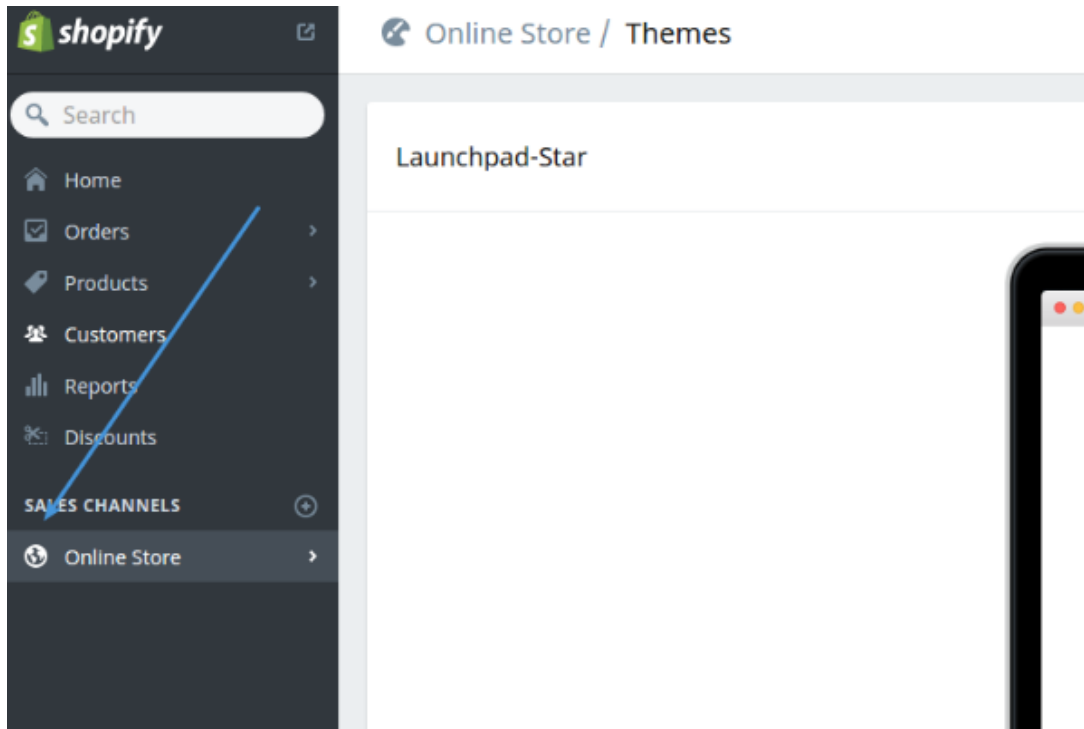 shopify
Online Store / Themes
Search
Launchpad-Star
Home
Orders
Products
Customers
Reports
Discounts
SALES CHANNELS
Online Store